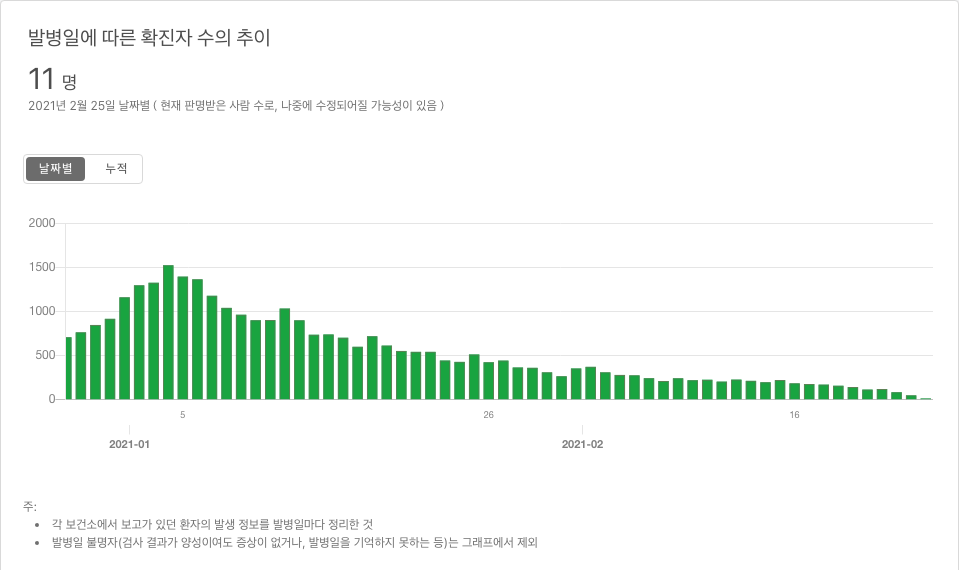 발병일에 따른 확진자 수의 추이
11 명
2021년 2월 25일 날짜별 ( 현재 판명받은 사람 수로, 나중에 수정되어질 가능성이 있음 )
날짜별 누적
2000
1500
1000
500
0
5 26 16
2021-01 2021-02
주:
• 각 보건소에서 보고가 있던 환자의 발생 정보를 발병일마다 정리한 것
• 발병일 불명자(검사 결과가 양성이여도 증상이 없거나, 발병일을 기억하지 못하는 등)는 그래프에서 제외